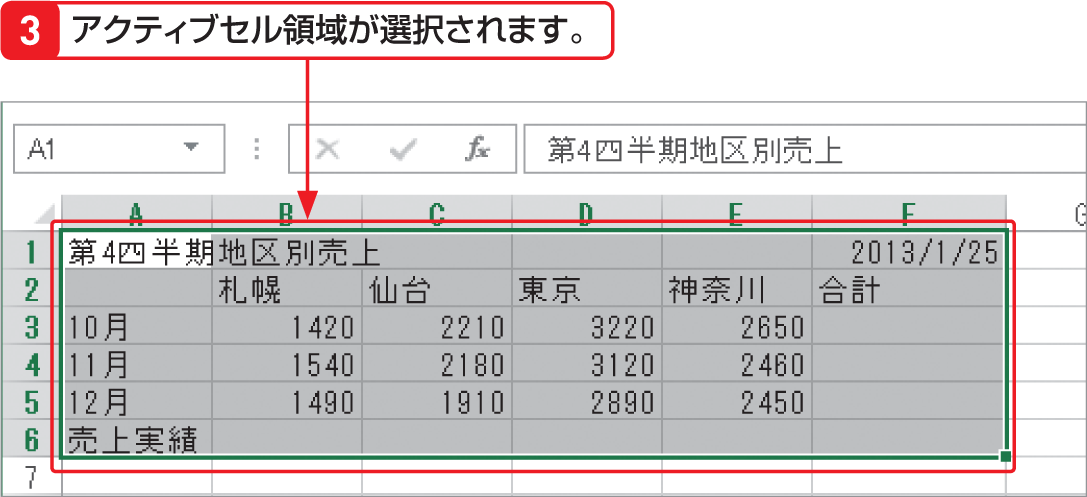 3 アクティブセル領域が選択されます。
A1 fx 第4四半期地区別売上
A B C D E F G
1 第4四半期地区別売上 2013/1/25
2 札幌 仙台 東京 神奈川 合計
3 10月 1420 2210 3220 2650
4 11月 1540 2180 3120 2460
5 12月 1490 1910 2890 2450
6 売上実績
7